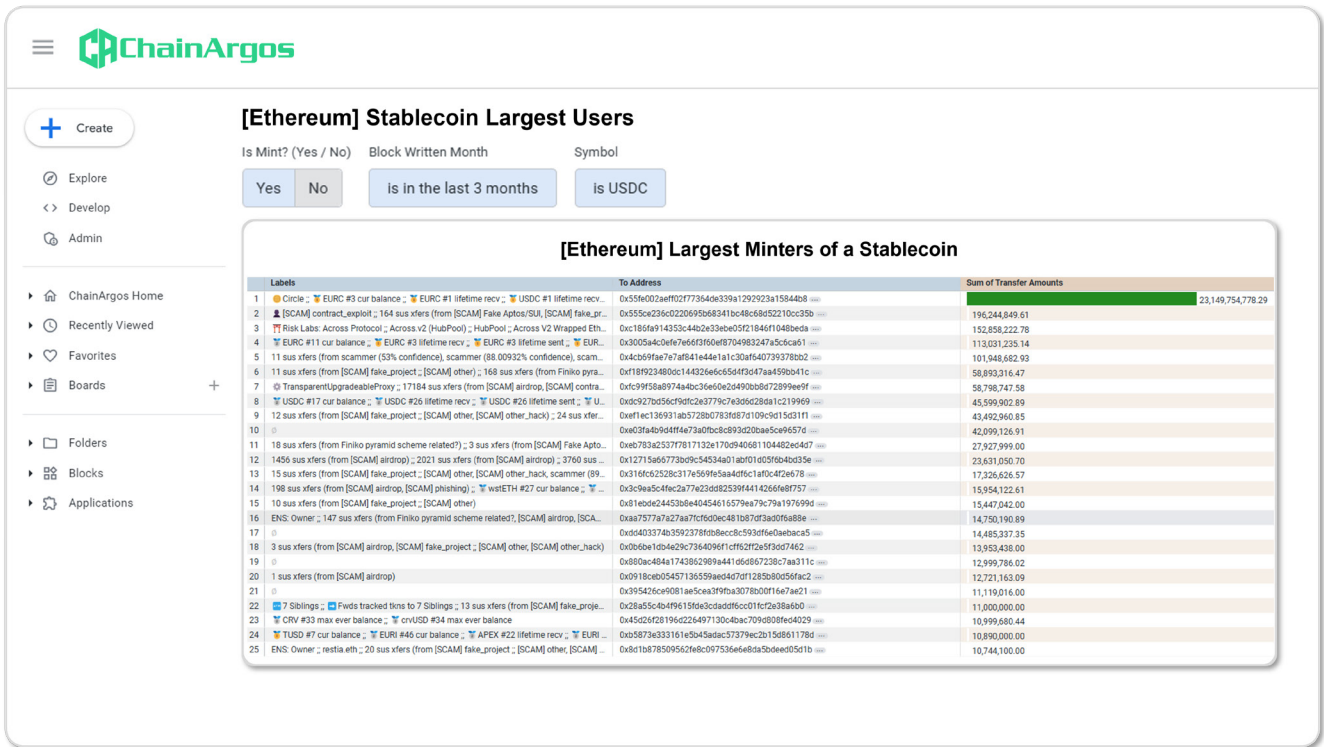 ChainArgos
Create
Explore
Develop
Admin
ChainArgos Home
Recently Viewed
Favorites
Boards
Folders
Blocks
Applications
[Ethereum] Stablecoin Largest Users
Is Mint? (Yes / No) Block Written Month Symbol
Yes No is in the last 3 months is USDC
[Ethereum] Largest Minters of a Stablecoin
Labels To Address Sum of Transfer Amounts
1 Circle ;; EURC #3 cur balance ;; EURC #1 lifetime recv ;; USDC #1 lifetime recv... 0x55fe002aeff02f77364de339a1292923a15844b8 23,149,754,778.29
2 [SCAM] contract_exploit ;; 164 sus xfers (from [SCAM] Fake Aptos/SUI, [SCAM] fake_pr... 0x555ce236c0220695b68341bc48c68d52210cc35b 196,244,849.61
3 Risk Labs: Across Protocol ;; Across.v2 (HubPool) ;; HubPool ;; Across V2 Wrapped Eth... 0xc186fa914353c44b2e33ebe05f21846f1048beda 152,858,222.78
4 EURC #11 cur balance ;; EURC #3 lifetime recv ;; EURC #3 lifetime sent ;; EUR... 0x3005a4c0efe7e66f3f60ef8704983247a5c6ca61 113,031,235.14
5 11 sus xfers (from scammer (53% confidence), scammer (88.00932% confidence), scam... 0x4cb69fae7e7af841e44e1a1c30af640739378bb2 101,948,682.93
6 11 sus xfers (from [SCAM] fake_project ;; [SCAM] other) ;; 168 sus xfers (from Finiko pyra... 0xf18f923480dc144326e6c65d4f3d47aa459bb41c 58,893,316.47
7 TransparentUpgradeableProxy ;; 17184 sus xfers (from [SCAM] airdrop, [SCAM] contra... 0xfc99f58a8974a4bc36e60e2d490bb8d72899ee9f 58,798,747.58
8 USDC #17 cur balance ;; USDC #26 lifetime recv ;; USDC #26 lifetime sent ;; U... 0xdc927bd56cf9dfc2e3779c7e3d6d28da1c219969 45,599,902.89
9 12 sus xfers (from [SCAM] fake_project ;; [SCAM] other, [SCAM] other_hack) ;; 24 sus xfer... 0xef1ec136931ab5728b0783fd87d109c9d15d31f1 43,492,960.85
10 ∅ 0xe03fa4b9d4ff4e73a0fbc8c893d20bae5ce9657d 42,099,126.91
11 18 sus xfers (from Finiko pyramid scheme related?) ;; 3 sus xfers (from [SCAM] Fake Apto... 0xeb783a2537f7817132e170d940681104482ed4d7 27,927,999.00
12 1456 sus xfers (from [SCAM] airdrop) ;; 2021 sus xfers (from [SCAM] airdrop) ;; 3760 sus ... 0x12715a66773bd9c54534a01abf01d05f6b4bd35e 23,631,050.70
13 15 sus xfers (from [SCAM] fake_project ;; [SCAM] other, [SCAM] other_hack, scammer (89... 0x316fc62528c317e569fe5aa4df6c1af0c4f2e678 17,326,626.57
14 198 sus xfers (from [SCAM] airdrop, [SCAM] phishing) ;; wstETH #27 cur balance ;; ... 0x3c9ea5c4fec2a77e23dd82539f4414266fe8f757 15,954,122.61
15 10 sus xfers (from [SCAM] fake_project ;; [SCAM] other) 0x81ebde24453b8e40454616579ea79c79a197699d 15,447,042.00
16 ENS: Owner ;; 147 sus xfers (from Finiko pyramid scheme related?, [SCAM] airdrop, [SCA... 0xaa7577a7a27aa7fcf6d0ec481b87df3ad0f6a88e 14,750,190.89
17 ∅ 0xdd403374b3592378fdb8ecc8c593df6e0aebaca5 14,485,337.35
18 3 sus xfers (from [SCAM] airdrop, [SCAM] fake_project ;; [SCAM] other, [SCAM] other_hack) 0x0b6be1db4e29c7364096f1cff62ff2e5f3dd7462 13,953,438.00
19 ∅ 0x880ac484a1743862989a441d6d867238c7aa311c 12,999,786.02
20 1 sus xfers (from [SCAM] airdrop) 0x0918ceb05457136559aed4d7df1285b80d56fac2 12,721,163.09
21 ∅ 0x395426ce9081ae5cea3f9fba3078b00f16e7ae21 11,119,016.00
22 7 Siblings ;; Fwds tracked tkns to 7 Siblings ;; 13 sus xfers (from [SCAM] fake_proje... 0x28a55c4b4f9615fde3cdaddf6cc01fcf2e38a6b0 11,000,000.00
23 CRV #33 max ever balance ;; crvUSD #34 max ever balance 0x45d26f28196d226497130c4bac709d808fed4029 10,999,680.44
24 TUSD #7 cur balance ;; EURI #46 cur balance ;; APEX #22 lifetime recv ;; EURI ... 0xb5873e333161e5b45adac57379ec2b15d861178d 10,890,000.00
25 ENS: Owner ;; restia.eth ;; 20 sus xfers (from [SCAM] fake_project ;; [SCAM] other, [SCAM] ... 0x8d1b878509562fe8c097536e6e8da5bdeed05d1b 10,744,100.00